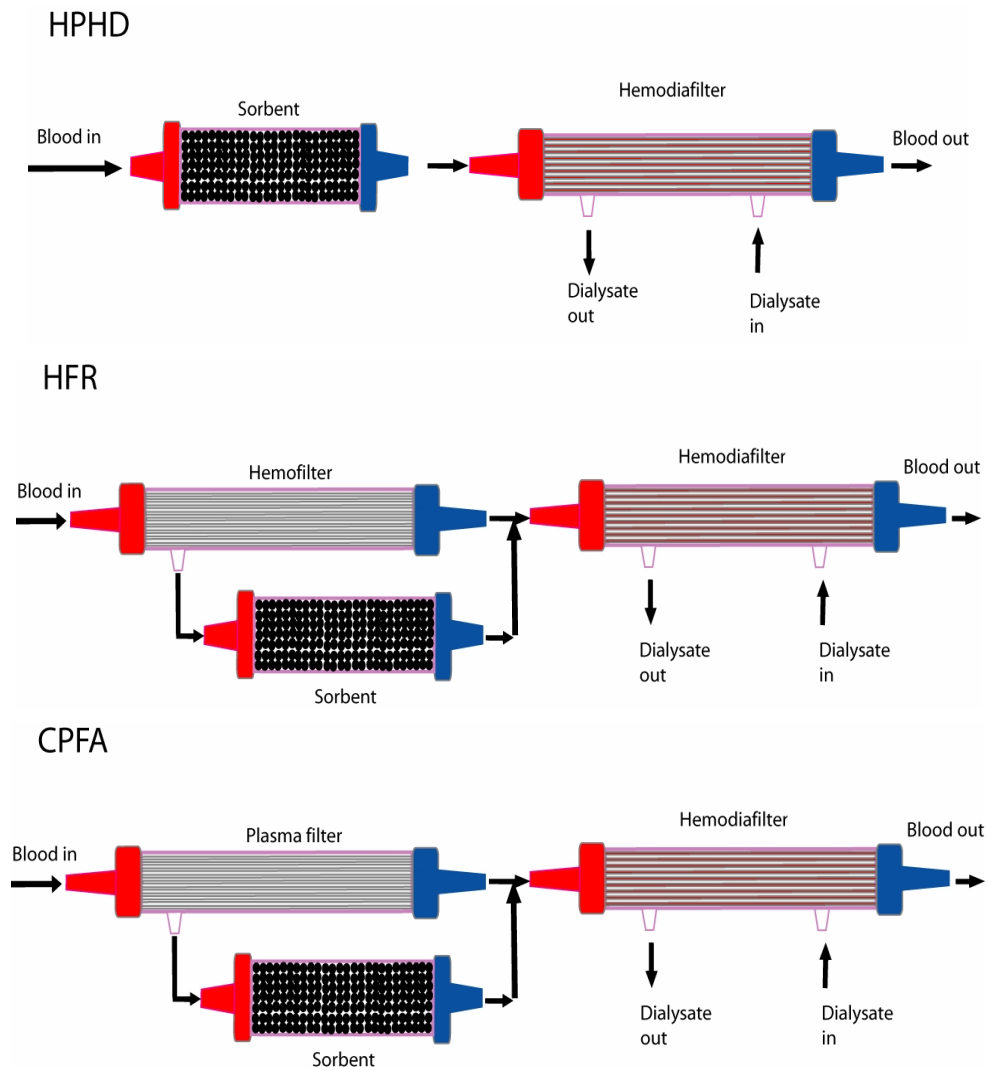 HPHD
Sorbent
Hemodiafilter
Blood in
Blood out
Dialysate
out
Dialysate
in
HFR
Hemofilter
Hemodiafilter
Blood in
Blood out
Sorbent
Dialysate
out
Dialysate
in
CPFA
Plasma filter
Hemodiafilter
Blood in
Blood out
Sorbent
Dialysate
out
Dialysate
in